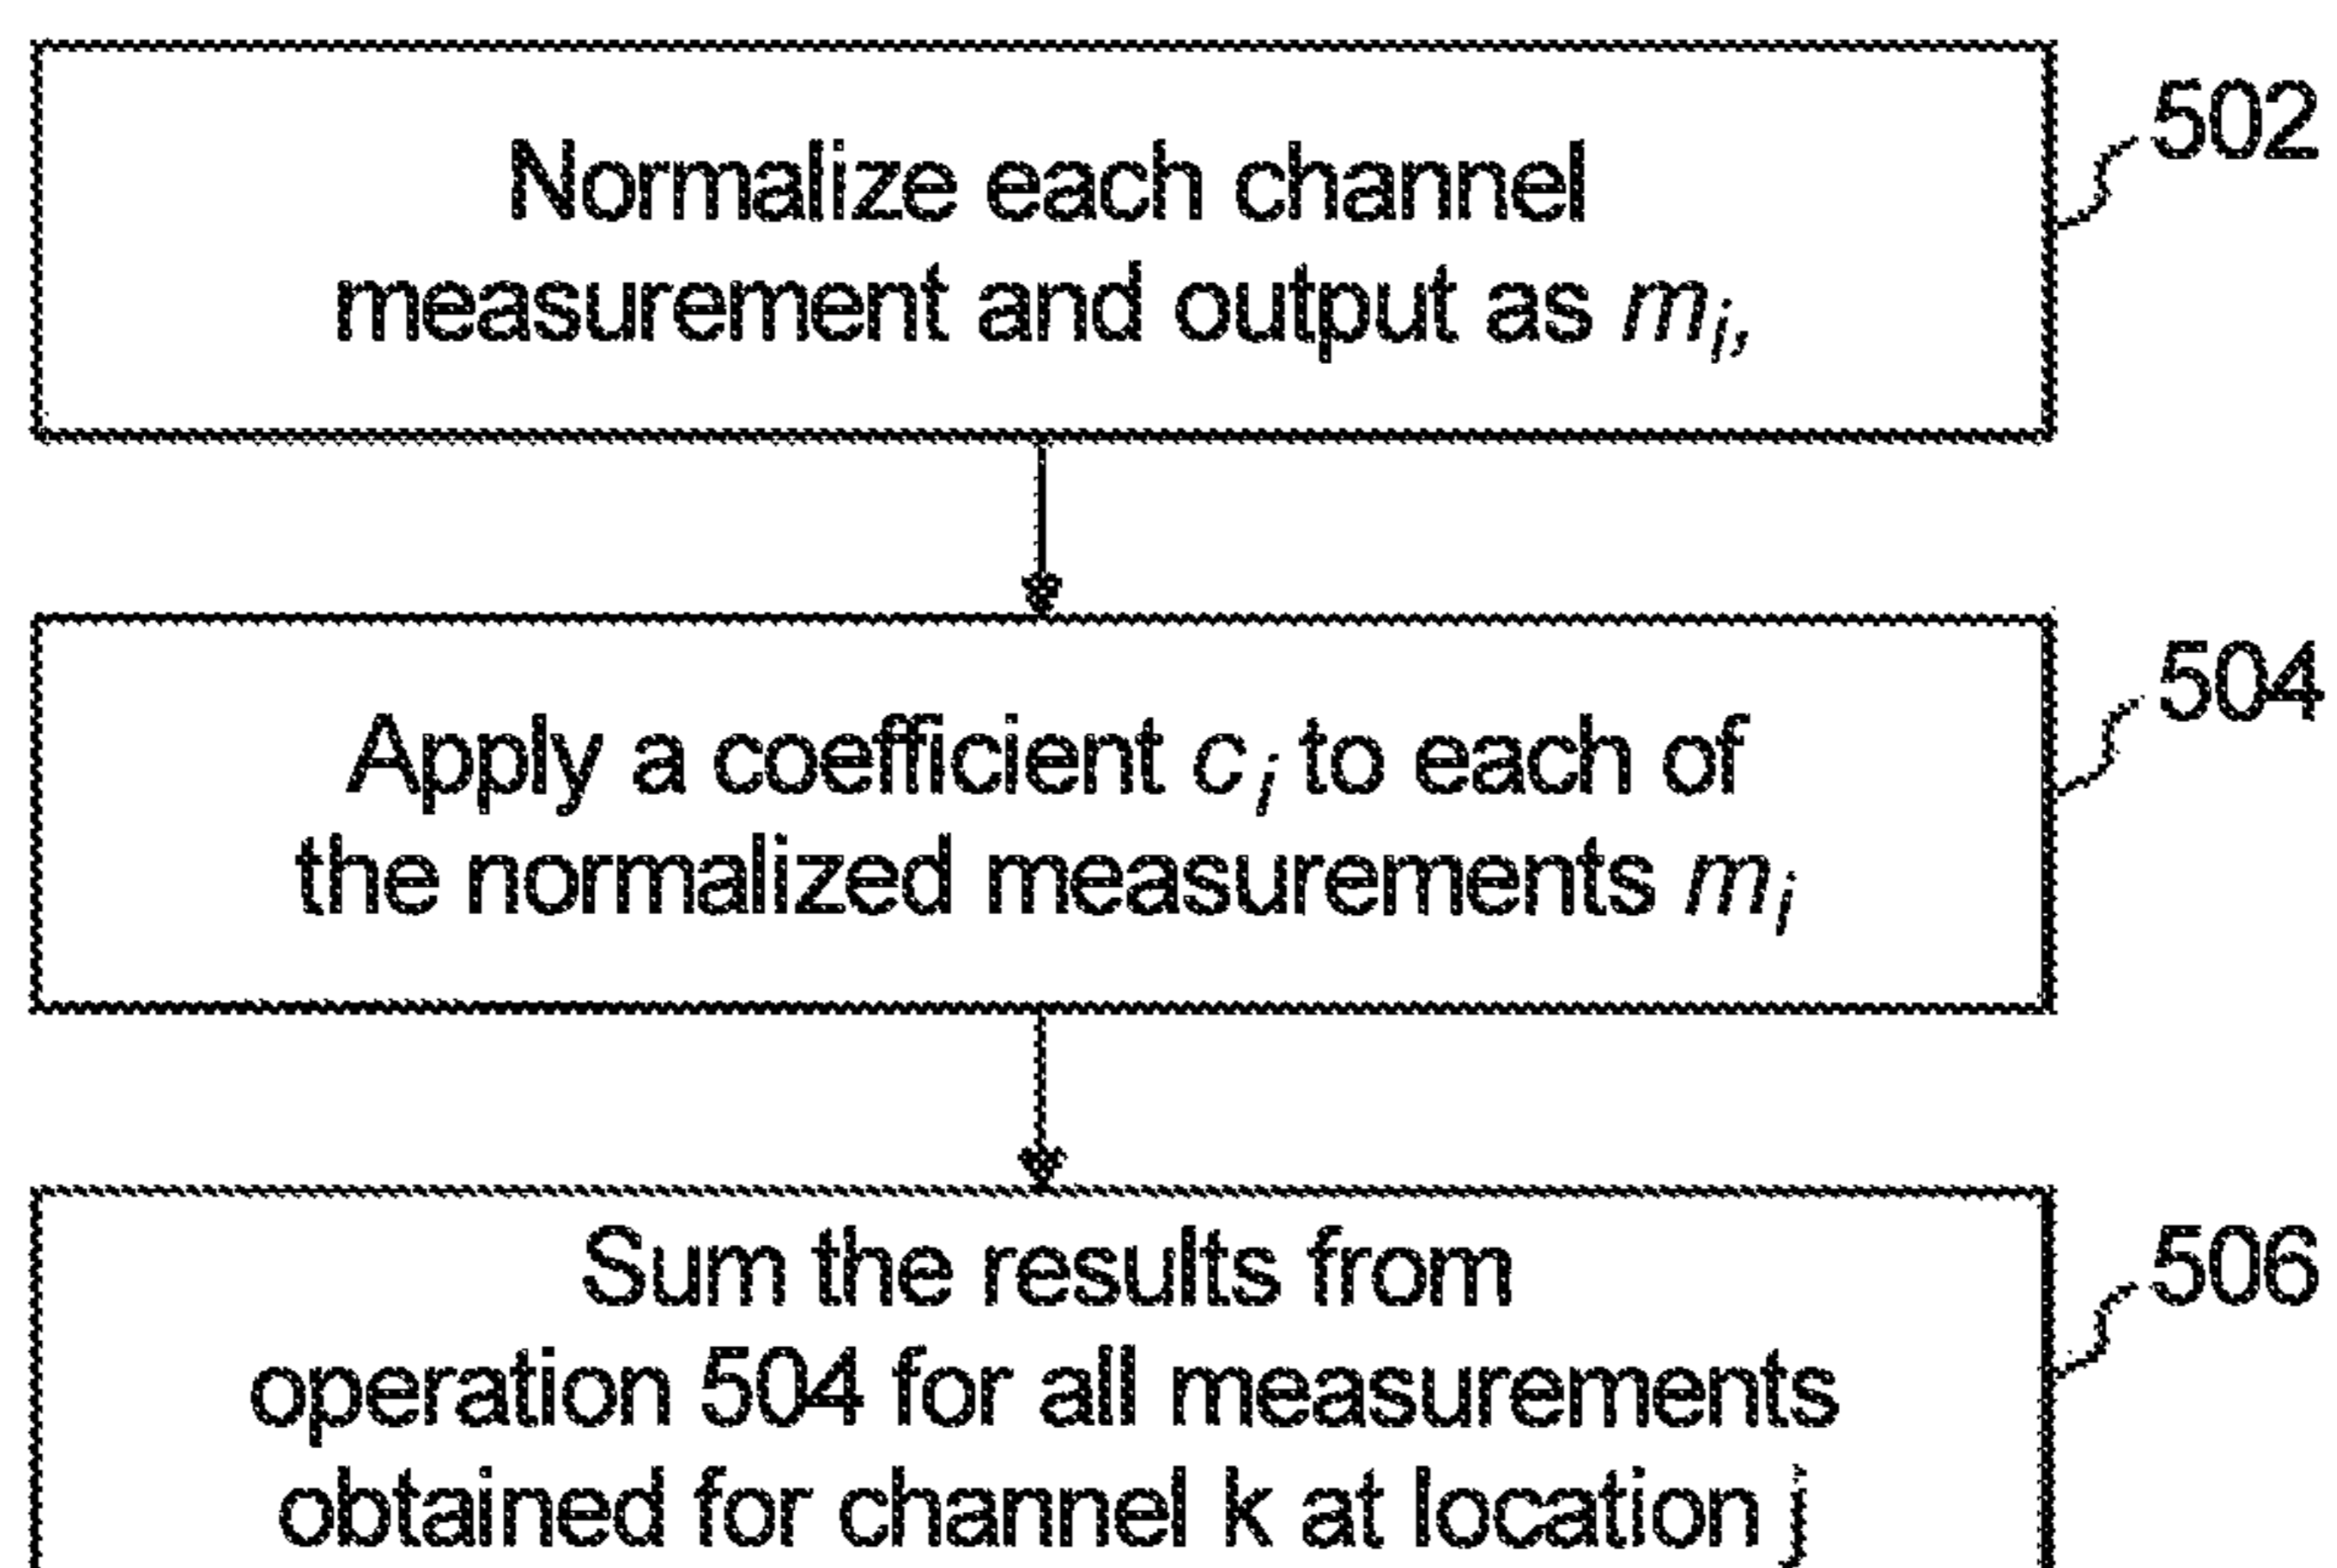 Normalize each channel
measurement and output as mᵢ,
502
Apply a coefficient cᵢ to each of
the normalized measurements mᵢ
504
Sum the results from
operation 504 for all measurements
obtained for channel k at location j
506